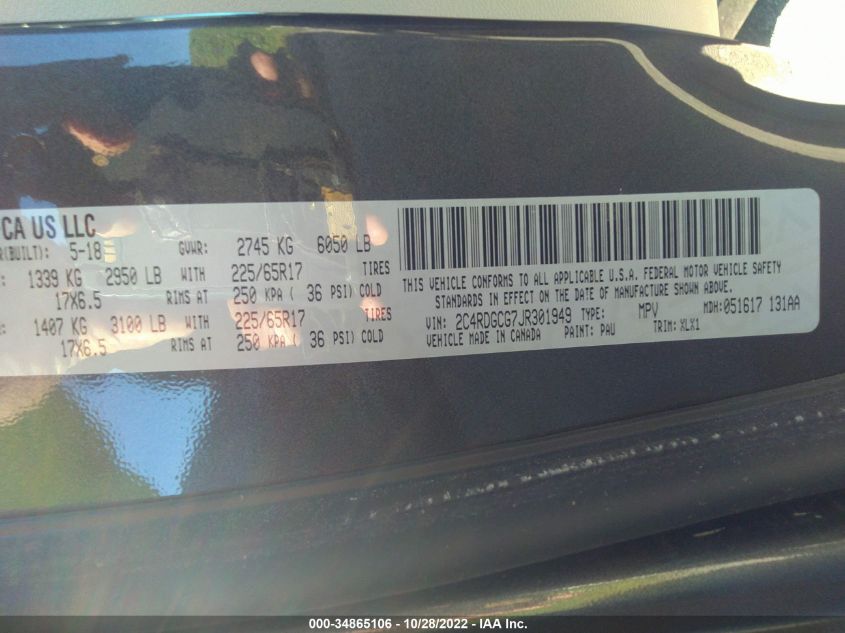 CA US LLC
(BUILT): 5-18 GVWR: 2745 KG 6050 LB
1339 KG 2950 LB WITH 225/65R17 TIRES
17X6.5 RIMS AT 250 KPA ( 36 PSI) COLD
1407 KG 3100 LB WITH 225/65R17 TIRES
17X6.5 RIMS AT 250 KPA ( 36 PSI) COLD
THIS VEHICLE CONFORMS TO ALL APPLICABLE U.S.A. FEDERAL MOTOR VEHICLE SAFETY
STANDARDS IN EFFECT ON THE DATE OF MANUFACTURE SHOWN ABOVE.
VIN: 2C4RDGCG7JR301949 TYPE: MPV MDH:051617 131AA
VEHICLE MADE IN CANADA PAINT: PAU TRIM: XLX1
000-34865106 - 10/28/2022 - IAA Inc.